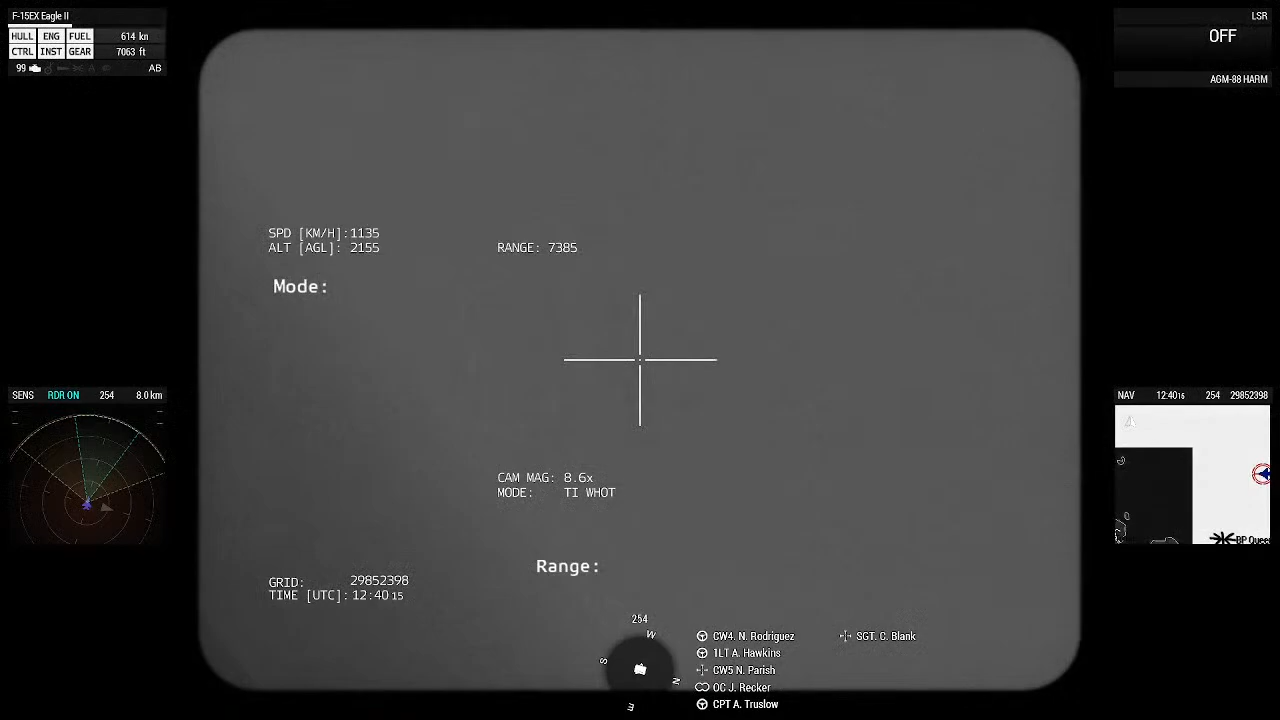 F-15EX Eagle II
HULL ENG FUEL 614 kn
CTRL INST GEAR 7063 ft
99 AB
LSR
OFF
AGM-88 HARM
SPD [KM/H]:1135
ALT [AGL]: 2155
RANGE: 7385
Mode:
SENS RDR ON 254 8.0 km
NAV 12:40 16 254 29852398
CAM MAG: 8.6x
MODE: TI WHOT
Range:
GRID: 29852398
TIME [UTC]: 12:40 15
254
W
S
N
E
CW4. N. Rodriguez
SGT. C. Blank
1LT A. Hawkins
CW5 N. Parish
OC J. Recker
CPT A. Truslow
BP